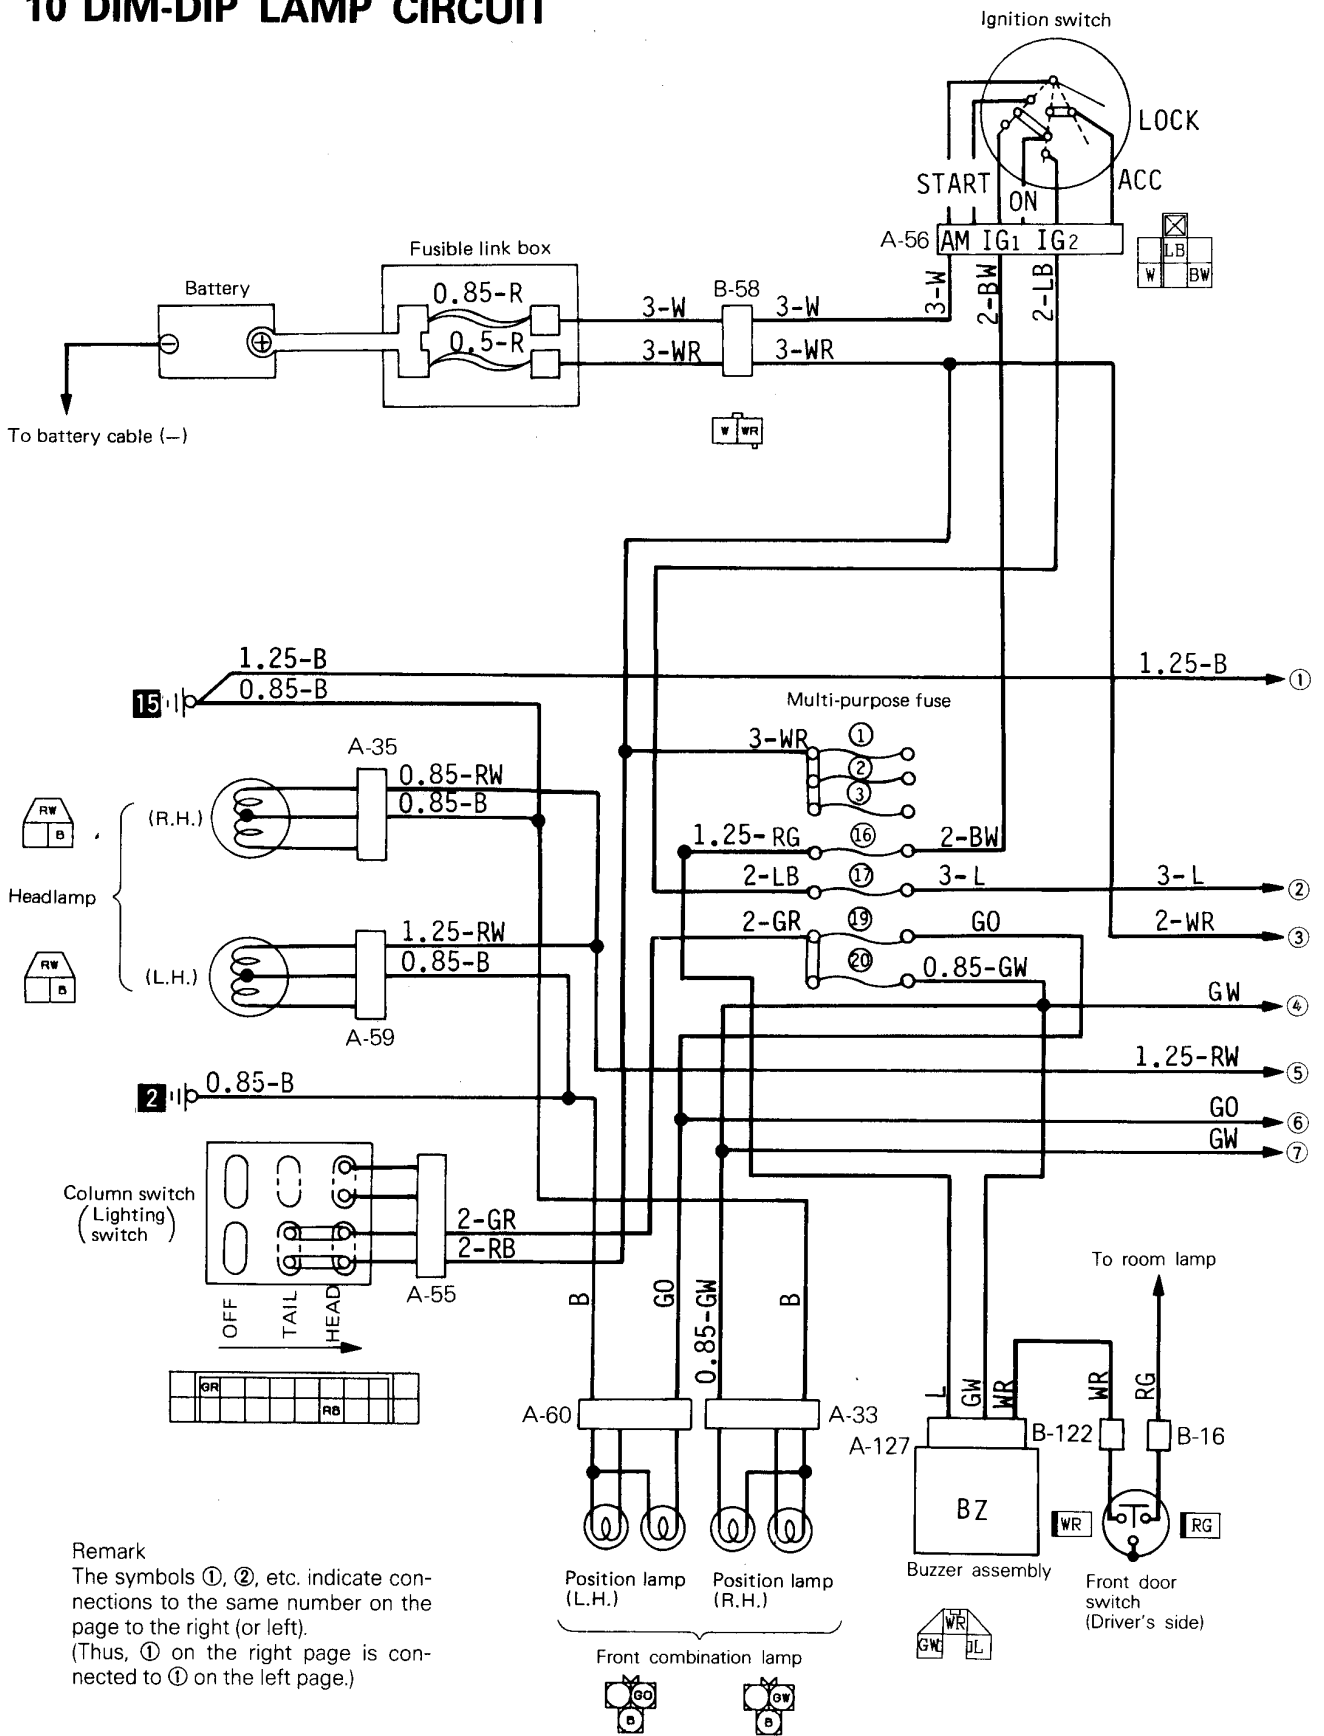 10 DIM-DIP LAMP CIRCUIT
Ignition switch
LOCK
START
ACC
ON
A-56
AM IG1 IG2
LB
W
BW
Fusible link box
Battery
0.85-R
3-W
B-58
3-W
3-W
2-BW
2-LB
0.5-R
3-WR
3-WR
To battery cable (—)
W WR
1.25-B
1.25-B
①
15
0.85-B
Multi-purpose fuse
3-WR
①
②
③
A-35
0.85-RW
0.85-B
RW
B
(R.H.)
1.25-RG
⑯
2-BW
2-LB
⑰
3-L
3-L
②
Headlamp
2-GR
⑲
GO
2-WR
③
A-59
1.25-RW
0.85-B
RW
B
(L.H.)
⑳
0.85-GW
GW
④
1.25-RW
⑤
2
0.85-B
GO
⑥
GW
⑦
Column switch
(Lighting)
switch
2-GR
2-RB
A-55
OFF
TAIL
HEAD
GR
RB
To room lamp
B
GO
0.85-GW
B
L
GW
WR
WR
RG
A-60
A-33
A-127
B-122
B-16
BZ
WR
RG
Buzzer assembly
Front door
switch
(Driver's side)
WR
GW
L
Position lamp
(L.H.)
Position lamp
(R.H.)
Front combination lamp
GO
B
GW
B
Remark
The symbols ①, ②, etc. indicate con-
nections to the same number on the
page to the right (or left).
(Thus, ① on the right page is con-
nected to ① on the left page.)